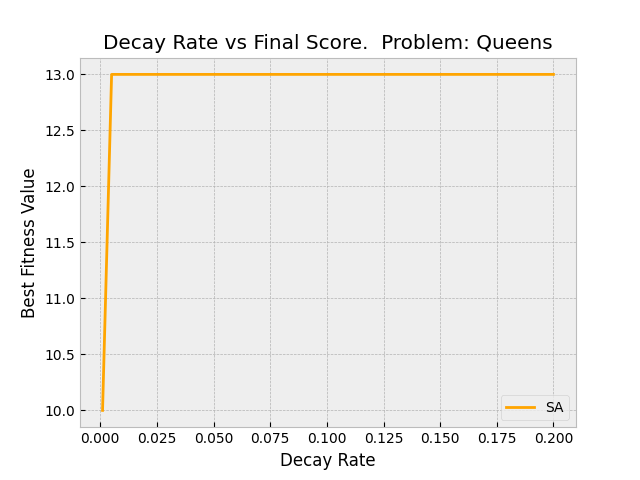 Decay Rate vs Final Score.  Problem: Queens
Best Fitness Value
13.0
12.5
12.0
11.5
11.0
10.5
10.0
0.000 0.025 0.050 0.075 0.100 0.125 0.150 0.175 0.200
Decay Rate
SA